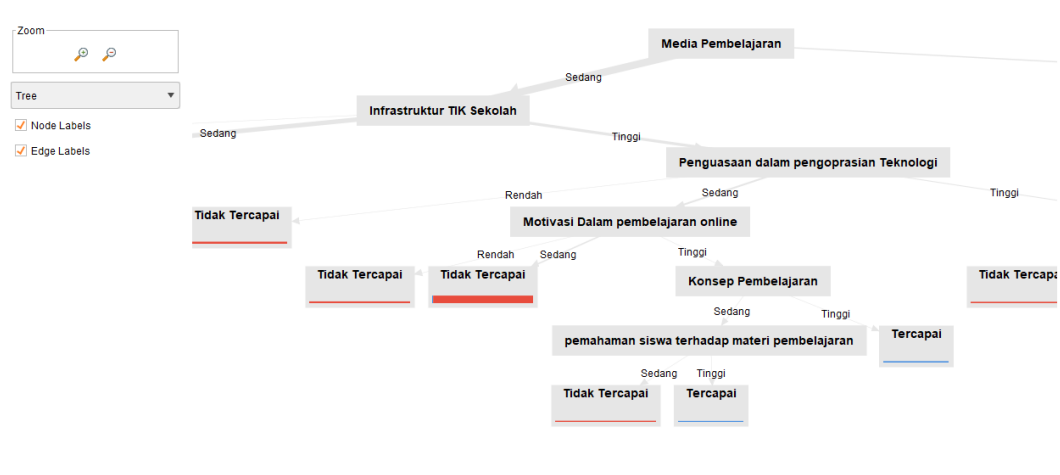 Zoom
Media Pembelajaran
Sedang
Tree
Infrastruktur TIK Sekolah
Node Labels
Sedang
Tinggi
Edge Labels
Penguasaan dalam pengoprasian Teknologi
Rendah
Sedang
Tinggi
Tidak Tercapai
Motivasi Dalam pembelajaran online
Rendah
Sedang
Tinggi
Tidak Tercapai
Tidak Tercapai
Konsep Pembelajaran
Tidak Tercapa
Sedang
Tinggi
pemahaman siswa terhadap materi pembelajaran
Tercapai
Sedang
Tinggi
Tidak Tercapai
Tercapai